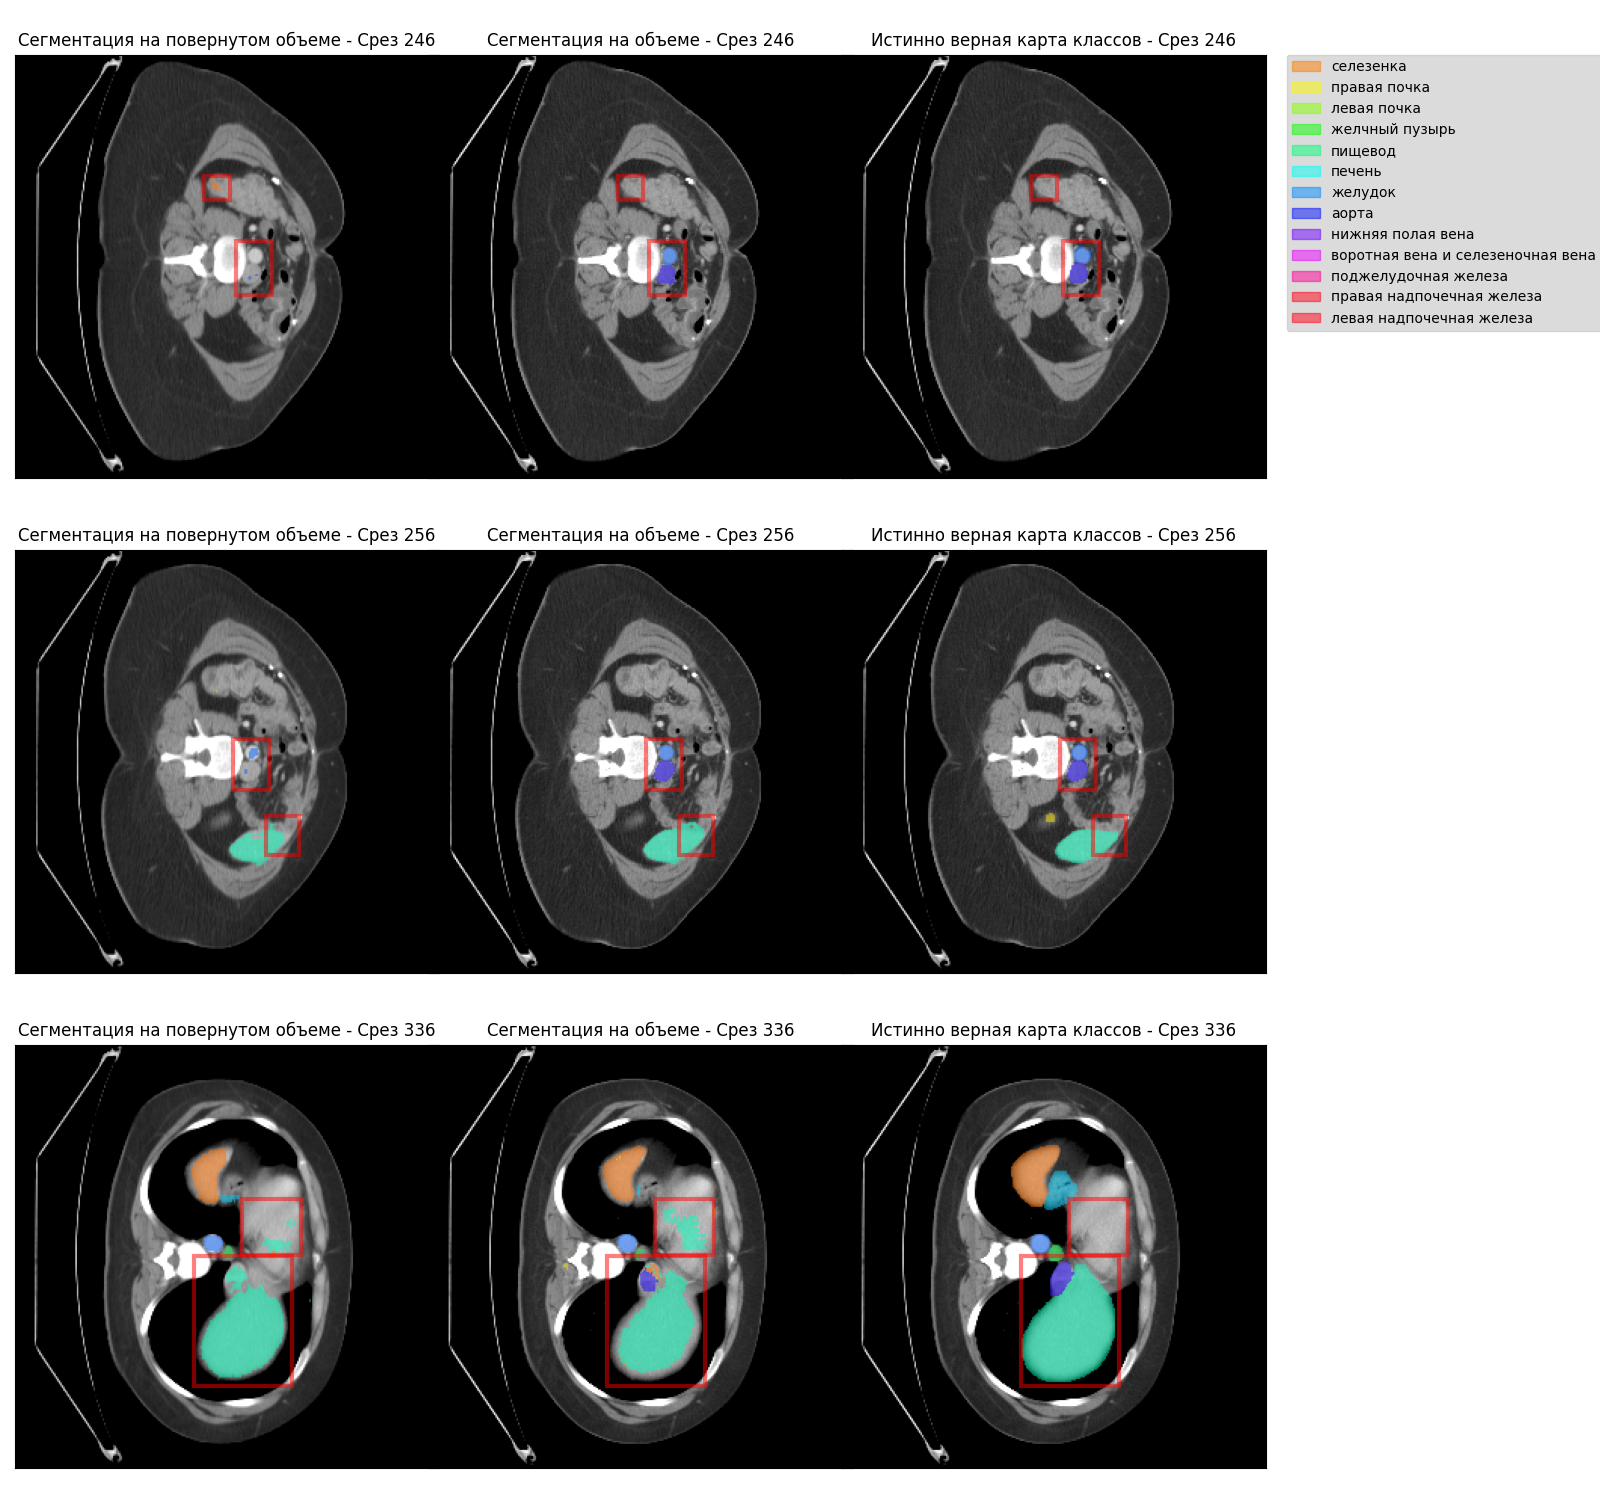 Сегментация на повернутом объеме - Срез 246
Сегментация на объеме - Срез 246
Истинно верная карта классов - Срез 246
селезенка
правая почка
левая почка
желчный пузырь
пищевод
печень
желудок
аорта
нижняя полая вена
воротная вена и селезеночная вена
поджелудочная железа
правая надпочечная железа
левая надпочечная железа
Сегментация на повернутом объеме - Срез 256
Сегментация на объеме - Срез 256
Истинно верная карта классов - Срез 256
Сегментация на повернутом объеме - Срез 336
Сегментация на объеме - Срез 336
Истинно верная карта классов - Срез 336